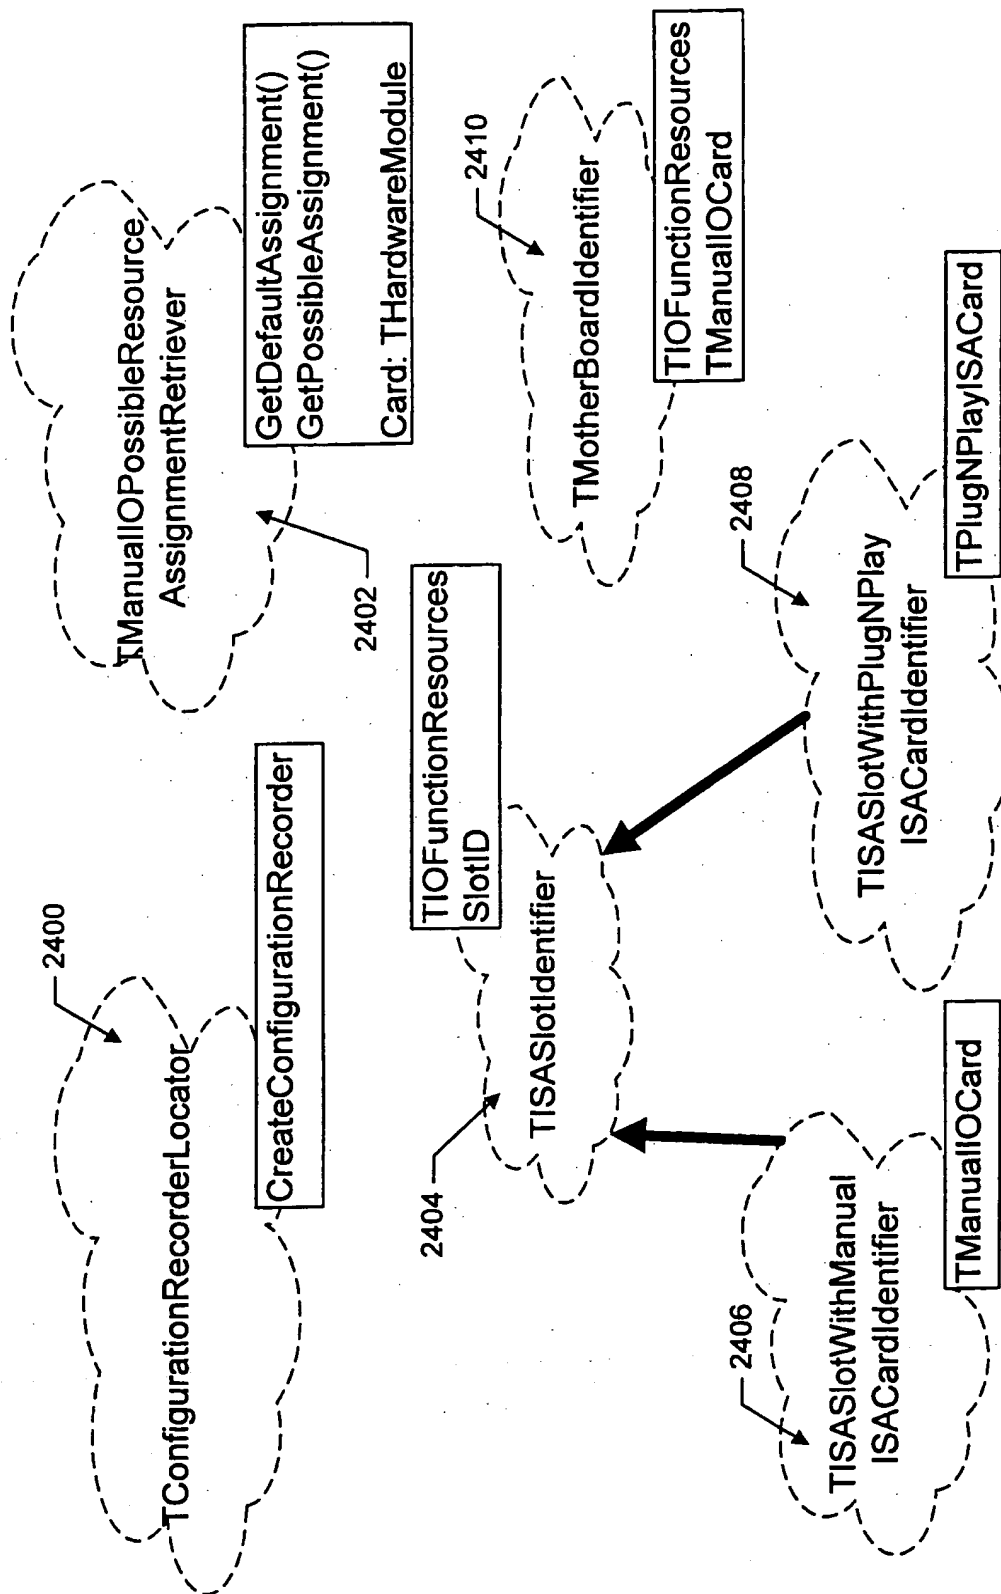 2400
TConfigurationRecorderLocator
CreateConfigurationRecorder
TManualIOPossibleResource
AssignmentRetriever
GetDefaultAssignment()
GetPossibleAssignment()
Card: THardwareModule
2402
2404
TISASlotIdentifier
TIOFunctionResources
SlotID
2410
TMotherBoardIdentifier
TIOFunctionResources
TManualIOCard
2406
TISASlotWithManual
ISACardIdentifier
TManualIOCard
2408
TISASlotWithPlugNPlay
ISACardIdentifier
TPlugNPlayISACard